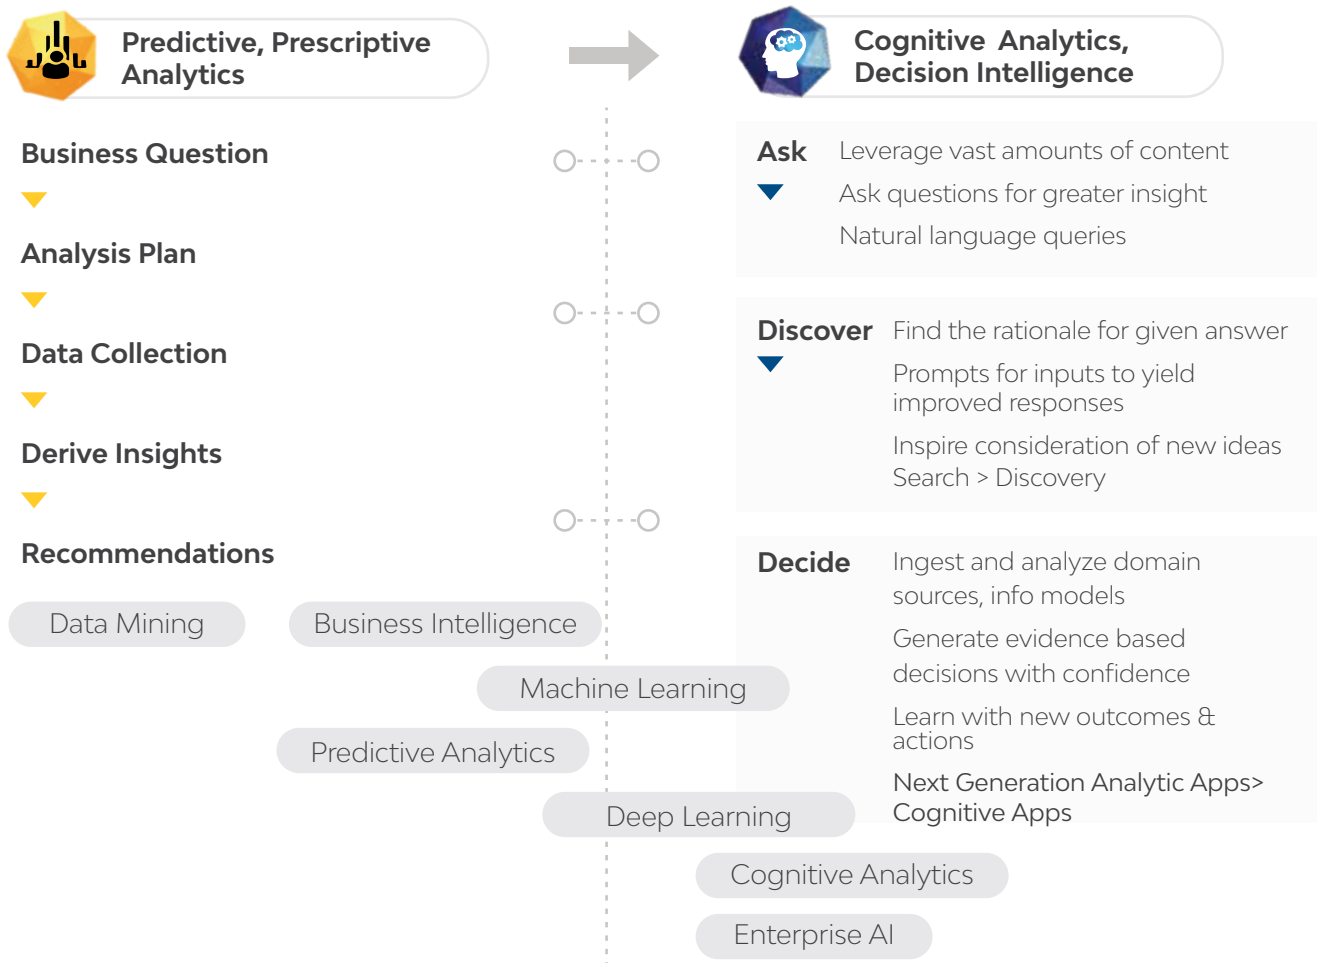 Predictive, Prescriptive
Analytics
Cognitive Analytics,
Decision Intelligence
Business Question
Analysis Plan
Data Collection
Derive Insights
Recommendations
Ask
Leverage vast amounts of content
Ask questions for greater insight
Natural language queries
Discover
Find the rationale for given answer
Prompts for inputs to yield
improved responses
Inspire consideration of new ideas
Search > Discovery
Decide
Ingest and analyze domain
sources, info models
Generate evidence based
decisions with confidence
Learn with new outcomes &
actions
Next Generation Analytic Apps>
Cognitive Apps
Data Mining
Business Intelligence
Machine Learning
Predictive Analytics
Deep Learning
Cognitive Analytics
Enterprise AI